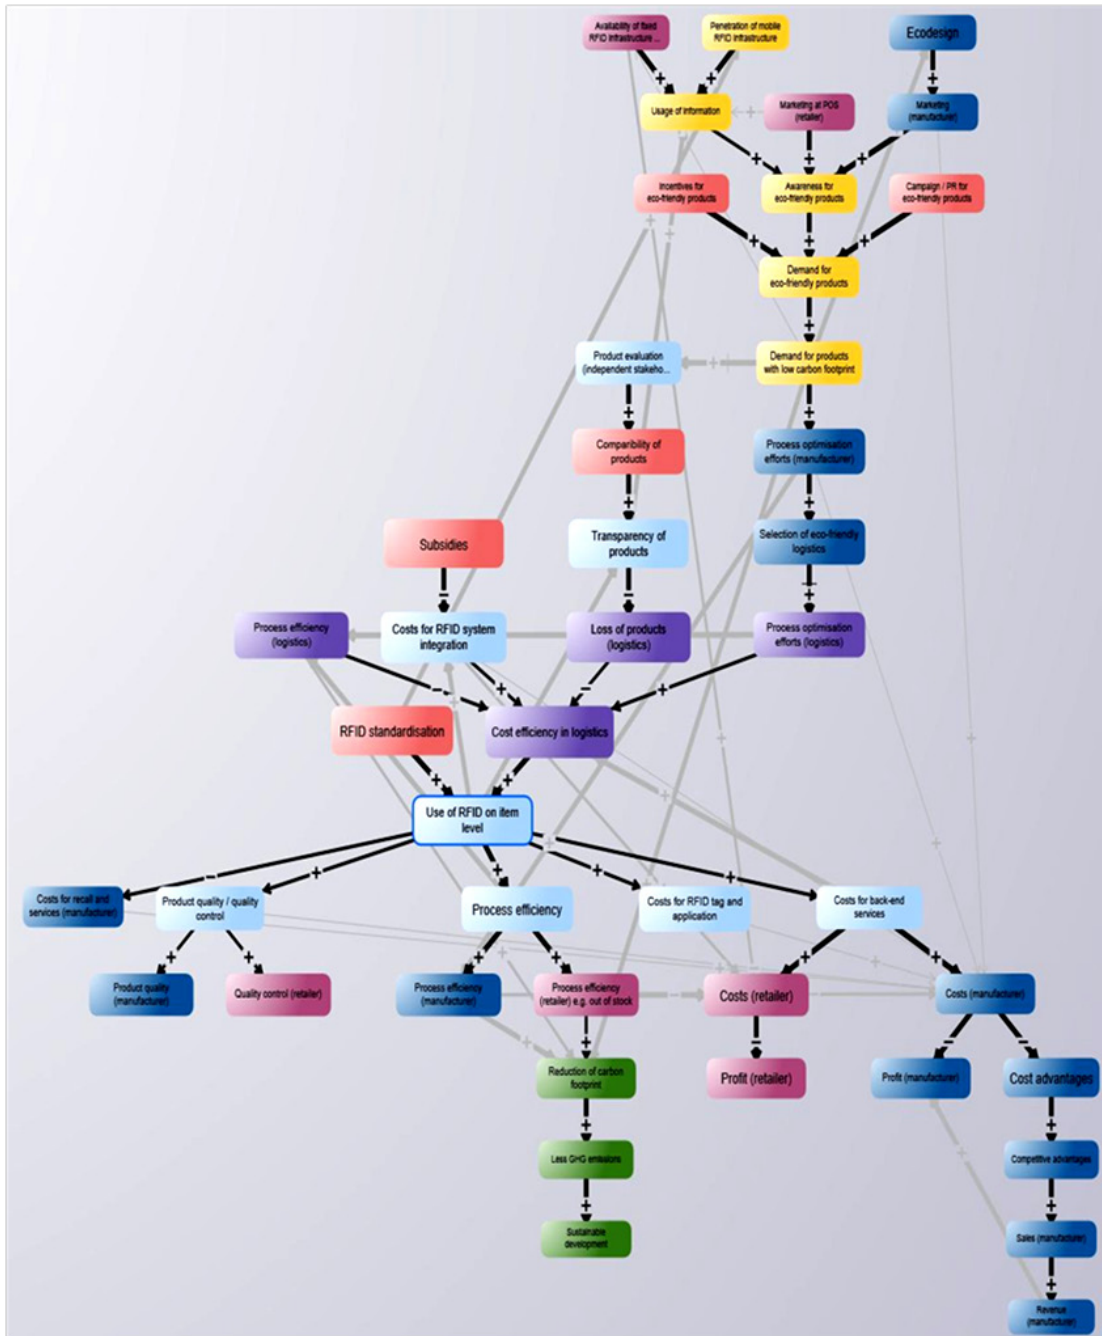 Availability of fixed
RFID infrastructure ...
Penetration of mobile
RFID infrastructure
Ecodesign
Usage of information
Marketing at POS
(retailer)
Marketing
(manufacturer)
Incentives for
eco-friendly products
Awareness for
eco-friendly products
Campaign / PR for
eco-friendly products
Demand for
eco-friendly products
Product evaluation
(independent stakeho...
Demand for products
with low carbon footprint
Comparibility of
products
Process optimisation
efforts (manufacturer)
Subsidies
Transparency of
products
Selection of eco-friendly
logistics
Process efficiency
(logistics)
Costs for RFID system
integration
Loss of products
(logistics)
Process optimisation
efforts (logistics)
RFID standardisation
Cost efficiency in logistics
Use of RFID on item
level
Costs for recall and
services (manufacturer)
Product quality / quality
control
Process efficiency
Costs for RFID tag and
application
Costs for back-end
services
Product quality
(manufacturer)
Quality control (retailer)
Process efficiency
(manufacturer)
Process efficiency
(retailer) e.g. out of stock
Costs (retailer)
Costs (manufacturer)
Reduction of carbon
footprint
Profit (retailer)
Profit (manufacturer)
Cost advantages
Less GHG emissions
Competitive advantages
Sustainable
development
Sales (manufacturer)
Revenue
(manufacturer)